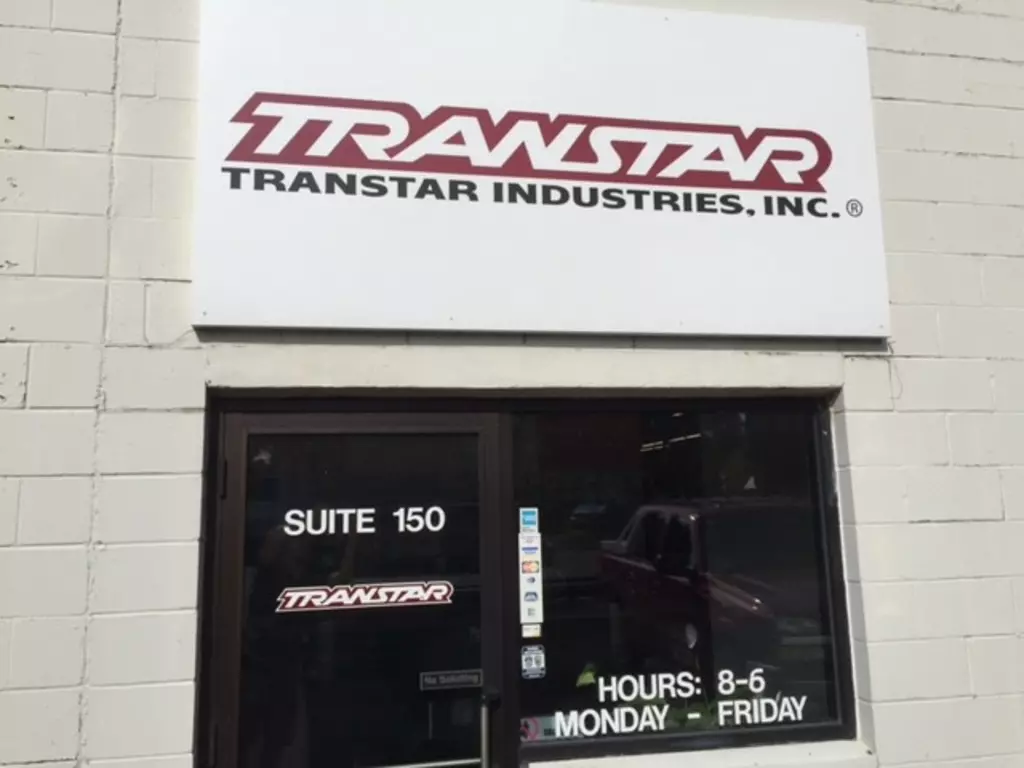 TRANSTAR
TRANSTAR INDUSTRIES, INC.®
SUITE 150
TRANSTAR
No Soliciting
HOURS: 8-6
MONDAY - FRIDAY